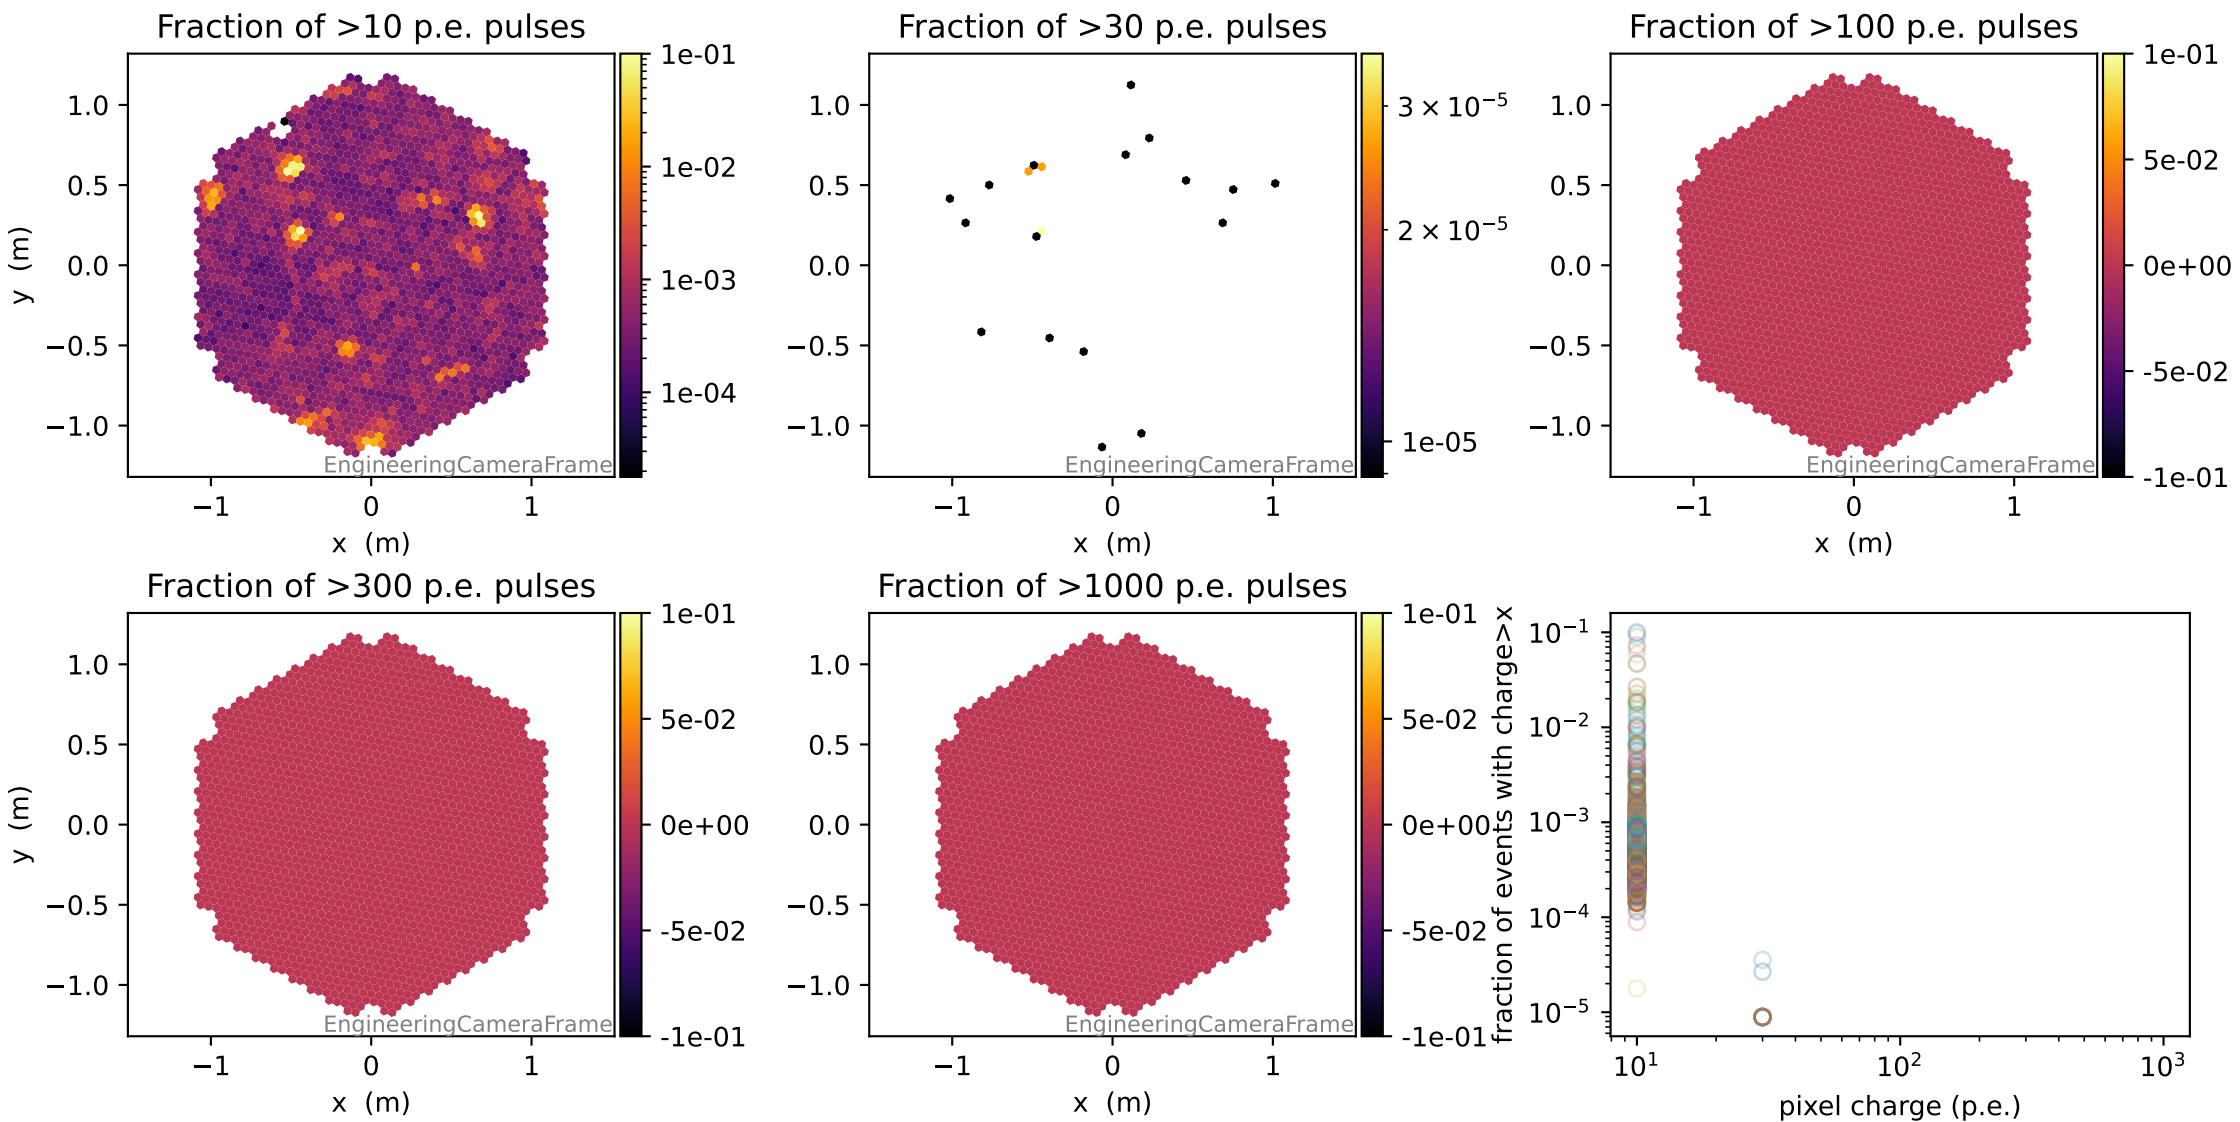 Fraction of >10 p.e. pulses
1.0
0.5
0.0
−0.5
−1.0
y (m)
−1
0
1
x (m)
EngineeringCameraFrame
1e-01
1e-02
1e-03
1e-04
Fraction of >30 p.e. pulses
1.0
0.5
0.0
−0.5
−1.0
−1
0
1
x (m)
EngineeringCameraFrame
3×10⁻⁵
2×10⁻⁵
1e-05
Fraction of >100 p.e. pulses
1.0
0.5
0.0
−0.5
−1.0
−1
0
1
x (m)
EngineeringCameraFrame
1e-01
5e-02
0e+00
-5e-02
-1e-01
Fraction of >300 p.e. pulses
1.0
0.5
0.0
−0.5
−1.0
y (m)
−1
0
1
x (m)
EngineeringCameraFrame
1e-01
5e-02
0e+00
-5e-02
-1e-01
Fraction of >1000 p.e. pulses
1.0
0.5
0.0
−0.5
−1.0
−1
0
1
x (m)
EngineeringCameraFrame
1e-01
5e-02
0e+00
-5e-02
-1e-01
fraction of events with charge>x
10⁻¹
10⁻²
10⁻³
10⁻⁴
10⁻⁵
10¹
10²
10³
pixel charge (p.e.)